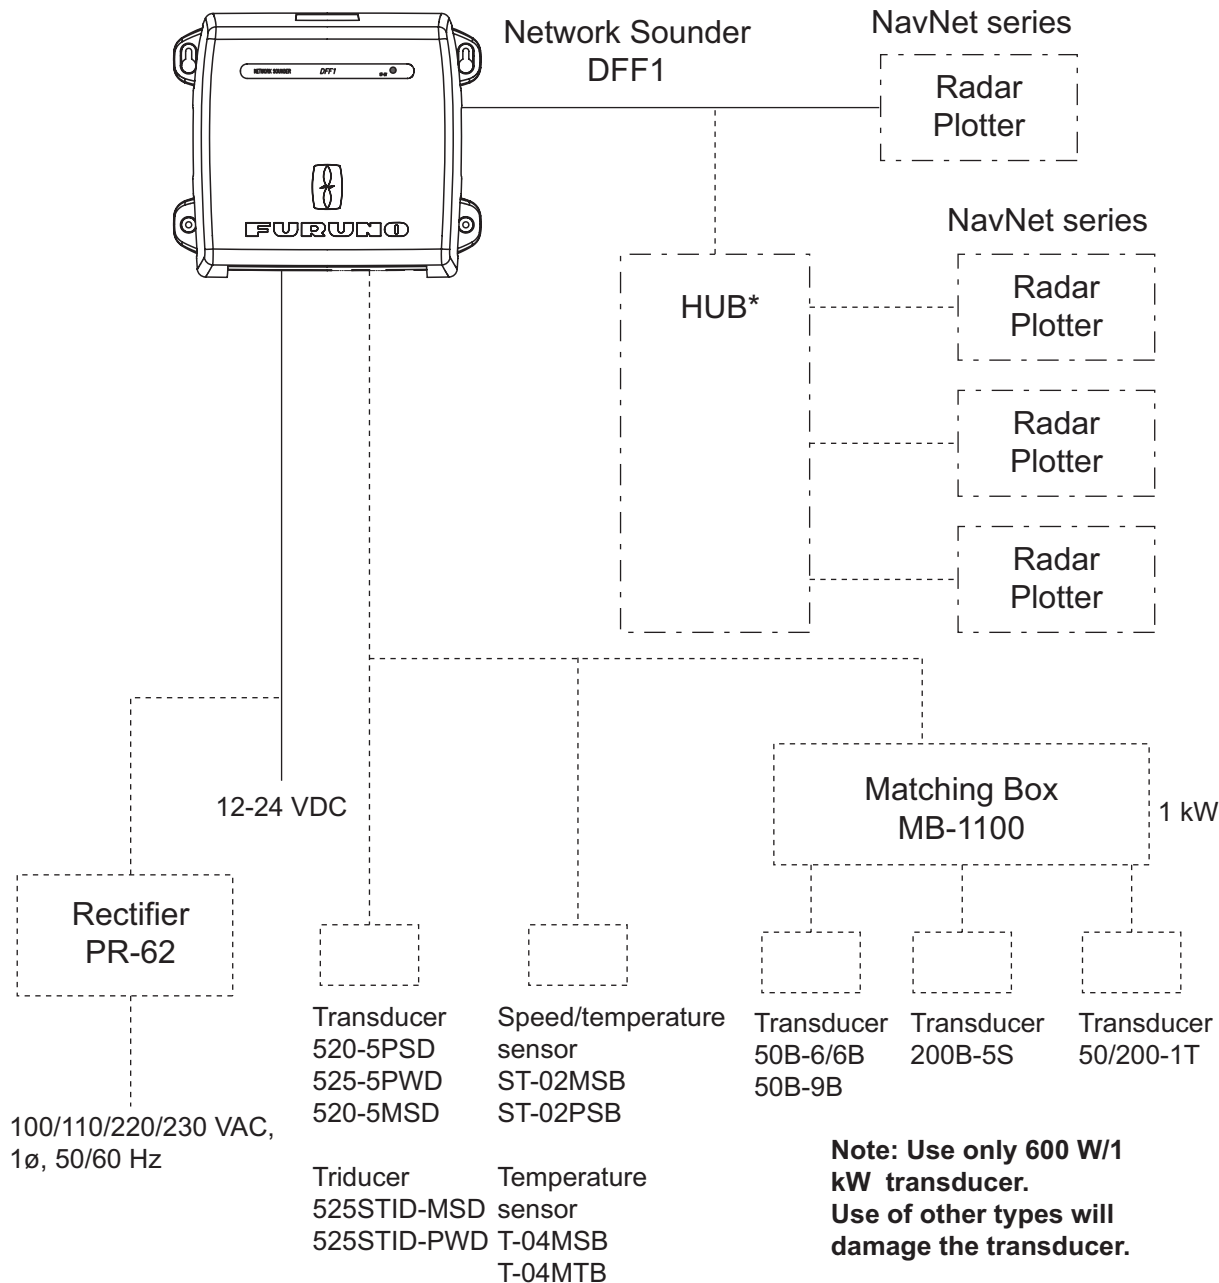 Network Sounder
DFF1
NavNet series
Radar
Plotter
NETWORK SOUNDER DFF1
FURUNO
NavNet series
HUB*
Radar
Plotter
Radar
Plotter
Radar
Plotter
12-24 VDC
Matching Box
MB-1100
1 kW
Rectifier
PR-62
100/110/220/230 VAC,
1ø, 50/60 Hz
Transducer
520-5PSD
525-5PWD
520-5MSD
Triducer
525STID-MSD
525STID-PWD
Speed/temperature
sensor
ST-02MSB
ST-02PSB
Temperature
sensor
T-04MSB
T-04MTB
Transducer
50B-6/6B
50B-9B
Transducer
200B-5S
Transducer
50/200-1T
Note: Use only 600 W/1
kW transducer.
Use of other types will
damage the transducer.